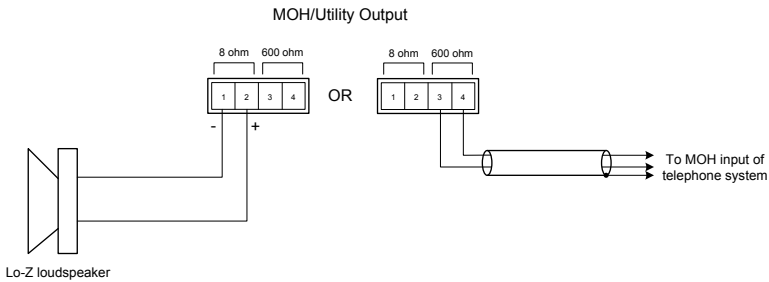 MOH/Utility Output
8 ohm 600 ohm
1 2 3 4
- +
OR
8 ohm 600 ohm
1 2 3 4
To MOH input of
telephone system
Lo-Z loudspeaker